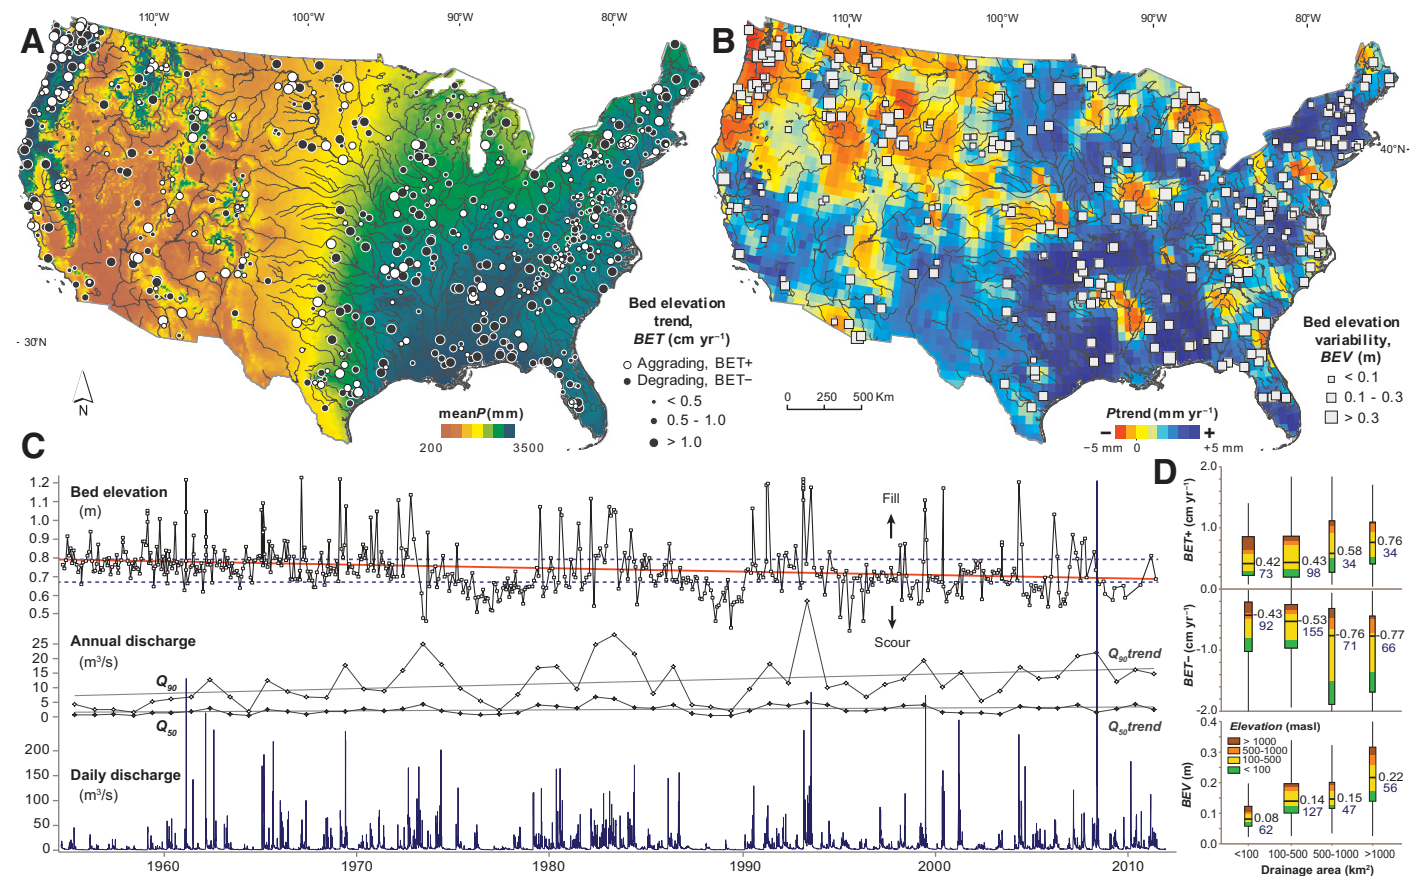 A
110°W 100°W 90°W 80°W
- 30°N
N
Bed elevation
trend,
BET (cm yr⁻¹)
Aggrading, BET+
Degrading, BET−
< 0.5
0.5 - 1.0
> 1.0
meanP (mm)
200 3500
B
110°W 100°W 90°W 80°W
40°N-
Bed elevation
variability,
BEV (m)
< 0.1
0.1 - 0.3
> 0.3
0 250 500 Km
Ptrend (mm yr⁻¹)
− +
−5 mm 0 +5 mm
C
Bed elevation
(m)
1.2
1.1
1.0
0.9
0.8
0.7
0.6
0.5
Fill
Scour
Annual discharge
(m³/s)
25
20
15
10
5
0
Q90
Q90trend
Q50
Q50trend
Daily discharge
(m³/s)
200
150
100
50
0
1960 1970 1980 1990 2000 2010
D
BET+ (cm yr⁻¹)
2.0
1.0
0.0
0.42 0.43 0.58 0.76
73 98 34 34
BET− (cm yr⁻¹)
-1.0
-2.0
-0.43 -0.53 -0.76 -0.77
92 155 71 66
BEV (m)
0.4
0.3
0.2
0.1
0.0
Elevation (masl)
> 1000
500-1000
100-500
< 100
0.08 0.14 0.15 0.22
62 127 47 56
<100 100-500 500-1000 >1000
Drainage area (km²)